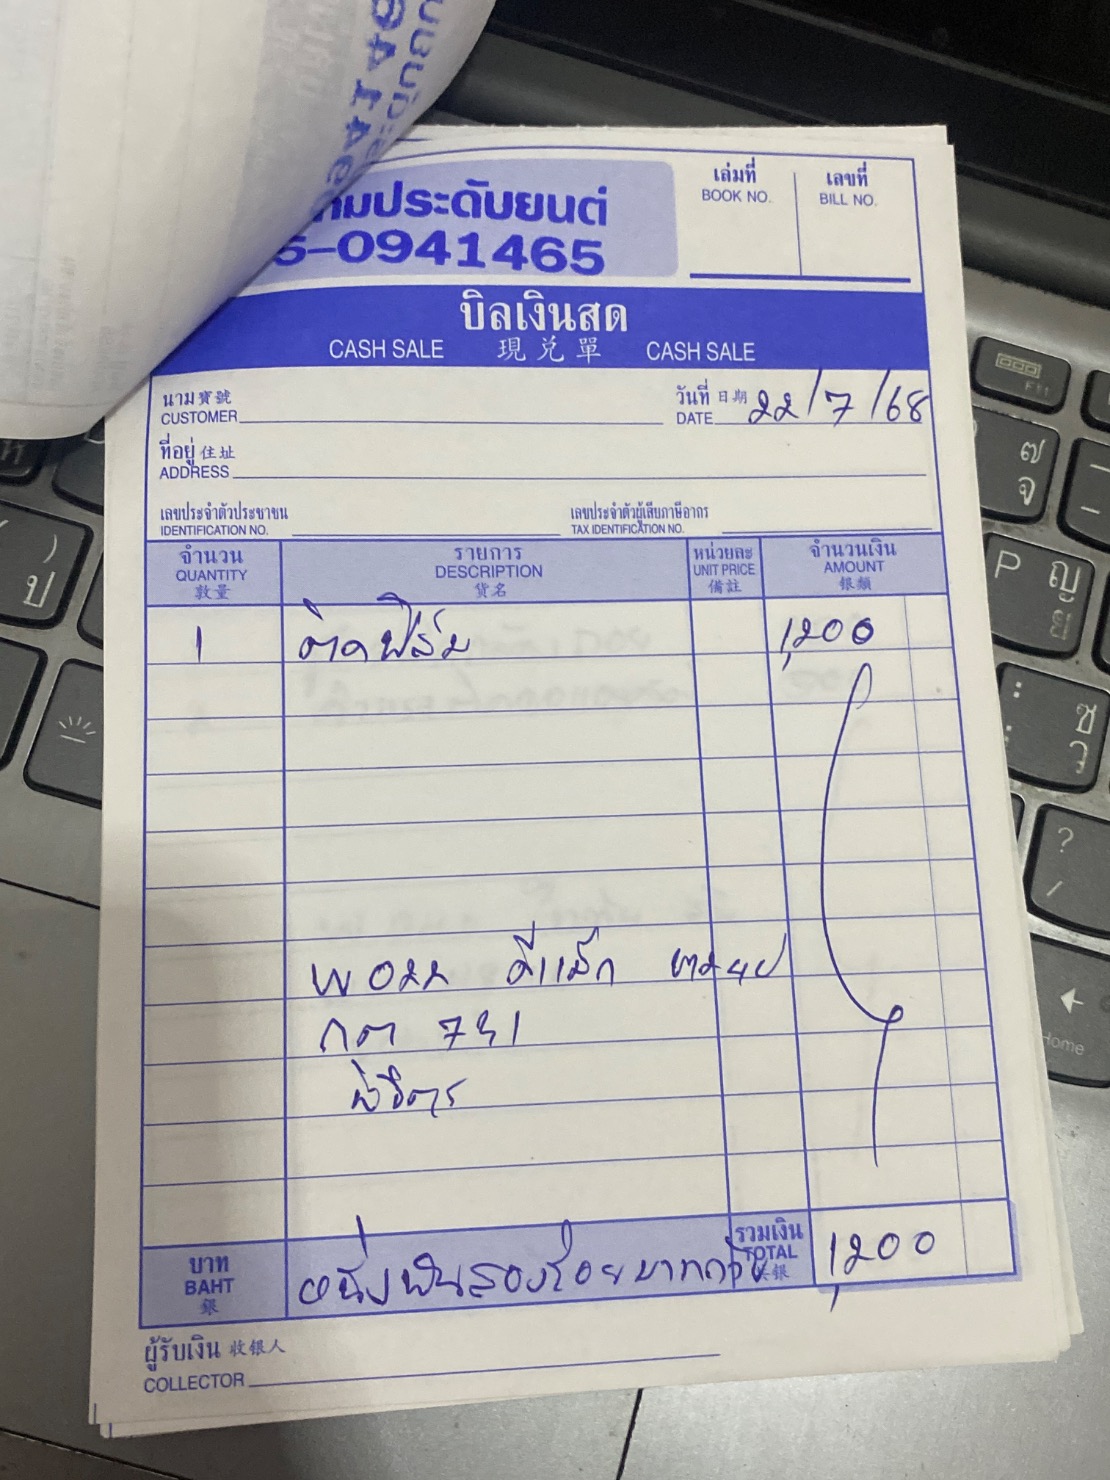 ประดับยนต์
-0941465
เล่มที่
BOOK NO.
เลขที่
BILL NO.
บิลเงินสด
CASH SALE 現兌單 CASH SALE
นาม寶號
CUSTOMER
วันที่ 日期
DATE 22/7/68
ที่อยู่ 住址
ADDRESS
เลขประจำตัวประชาชน
IDENTIFICATION NO.
เลขประจำตัวผู้เสียภาษีอากร
TAX IDENTIFICATION NO.
จำนวน รายการ หน่วยละ จำนวนเงิน
QUANTITY DESCRIPTION UNIT PRICE AMOUNT
數量 貨名 備註 銀額
1 ติดฟิล์ม 1,200
ดีแม็ก
กต 731
พิจิตร
บาท
BAHT
銀
หนึ่งพันสองร้อยบาทถ้วน
รวมเงิน
TOTAL
1,200
ผู้รับเงิน 收銀人
COLLECTOR